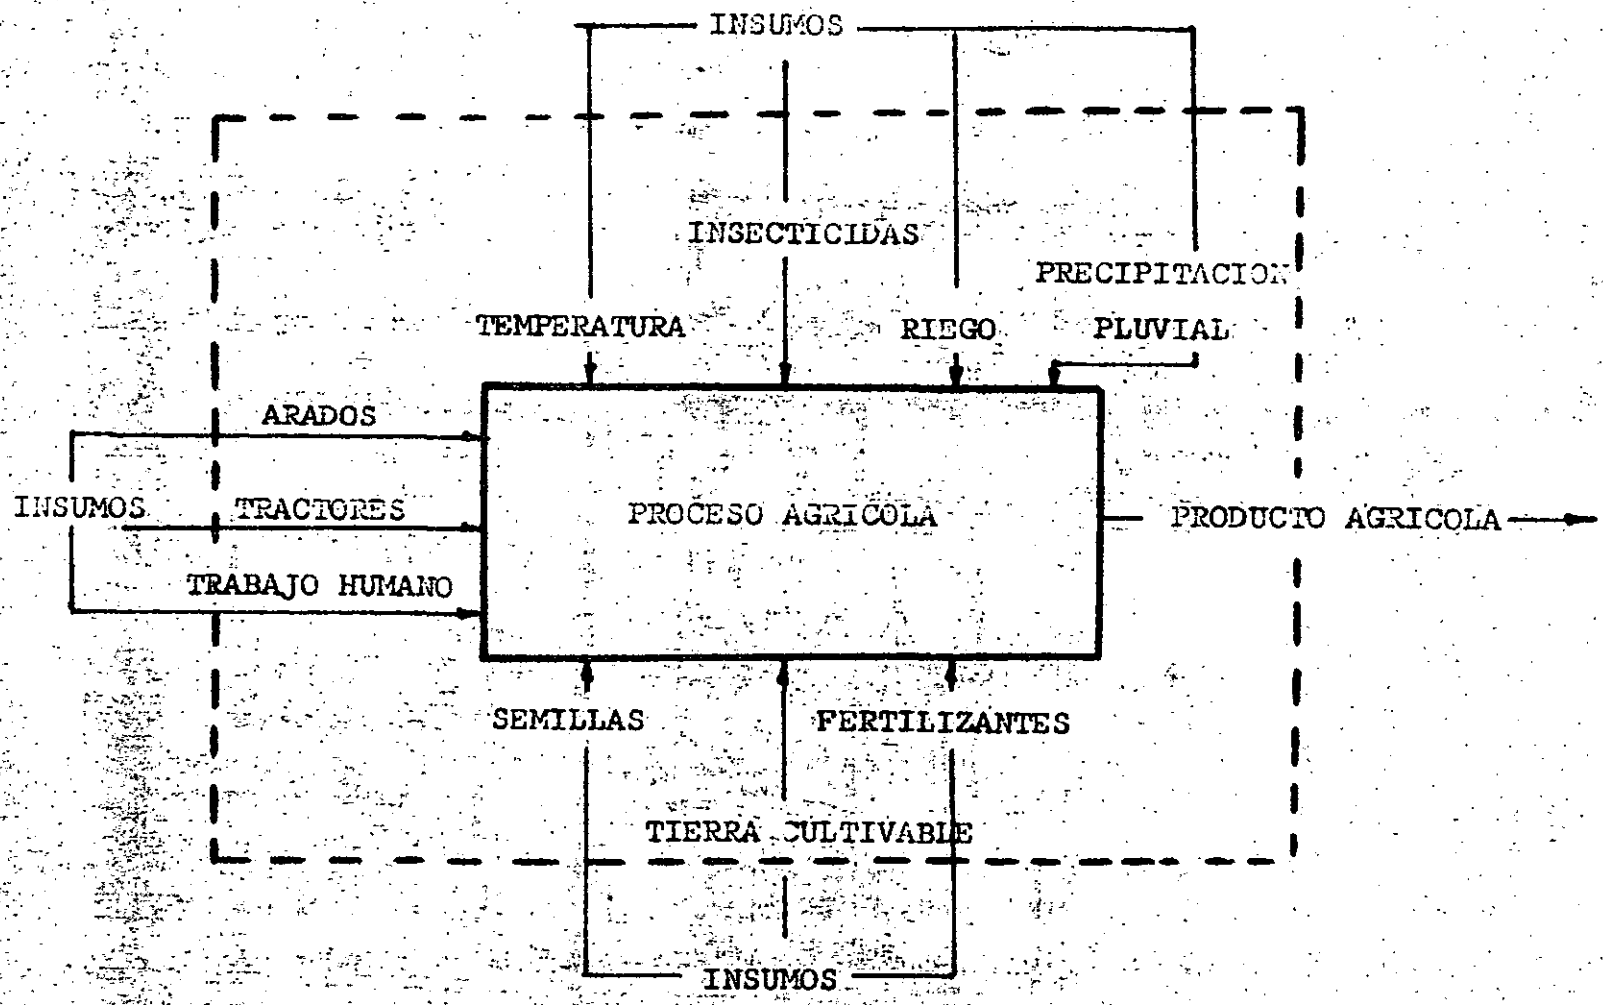 INSUMOS
INSECTICIDAS
PRECIPITACION
TEMPERATURA
RIEGO
PLUVIAL
ARADOS
INSUMOS
TRACTORES
PROCESO AGRICOLA
PRODUCTO AGRICOLA
TRABAJO HUMANO
SEMILLAS
FERTILIZANTES
TIERRA CULTIVABLE
INSUMOS